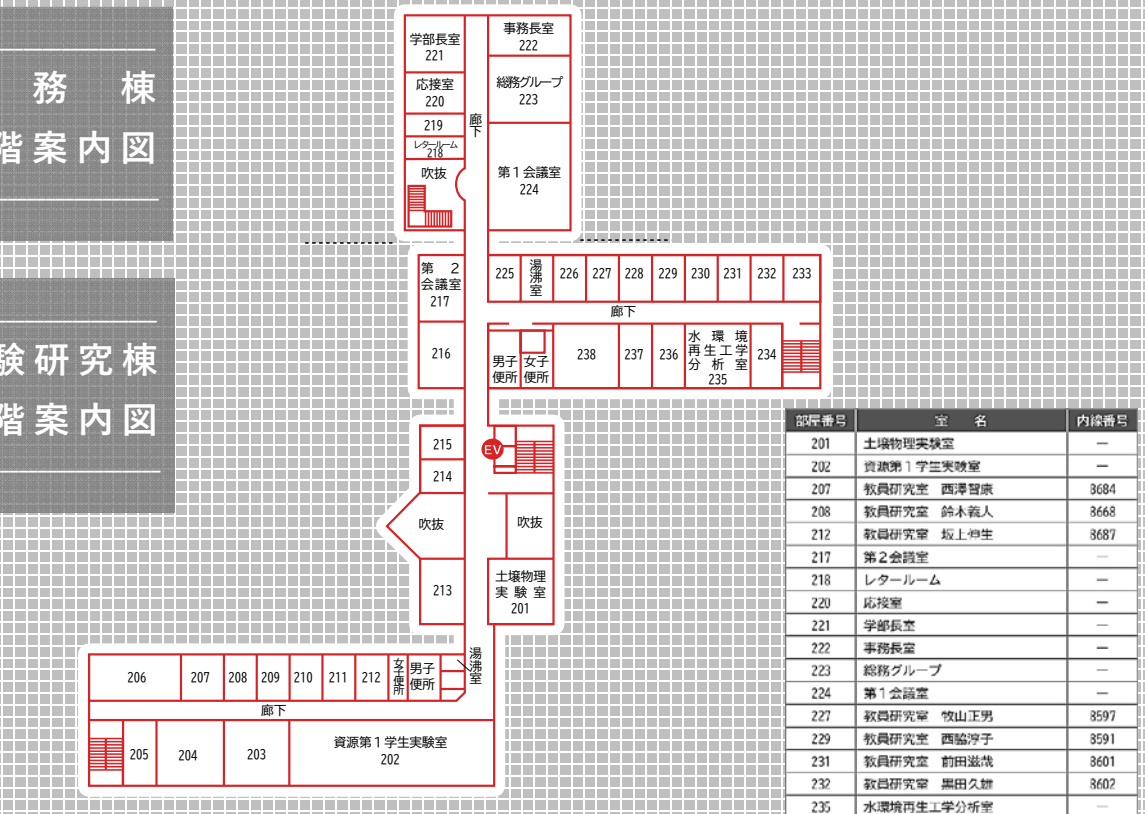 務棟
階案内図
験研究棟
階案内図
学部長室
221
応接室
220
219
レタールーム
218
吹抜
廊下
事務長室
222
総務グループ
223
第1会議室
224
第2
会議室
217
216
225
湯沸室
226
227
228
229
230
231
232
233
廊下
男子
便所
女子
便所
238
237
236
水環境
再生工学
分析室
235
234
215
214
吹抜
213
EV
吹抜
土壌物理
実験室
201
206
207
208
209
210
211
212
女子便所
男子
便所
湯沸室
廊下
205
204
203
資源第1学生実験室
202
部屋番号 室名 内線番号
201 土壌物理実験室 —
202 資源第1学生実験室 —
207 教員研究室 西澤智康 8684
208 教員研究室 鈴木義人 8668
212 教員研究室 坂上伸生 8687
217 第2会議室 —
218 レタールーム —
220 応接室 —
221 学部長室 —
222 事務長室 —
223 総務グループ —
224 第1会議室 —
227 教員研究室 牧山正男 8597
229 教員研究室 西脇淳子 8591
231 教員研究室 前田滋哉 8601
232 教員研究室 黒田久雄 8602
235 水環境再生工学分析室 —